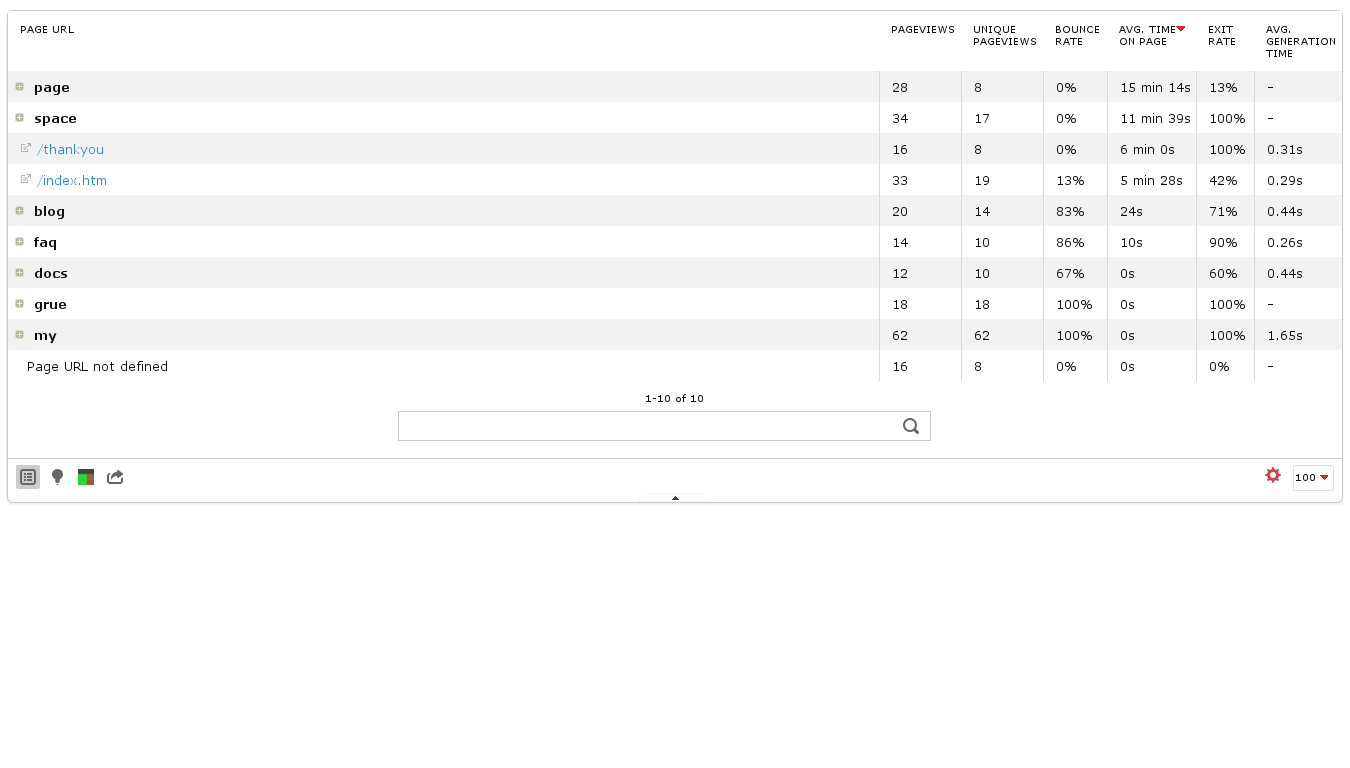 PAGE URL PAGEVIEWS UNIQUE PAGEVIEWS BOUNCE RATE AVG. TIME ON PAGE EXIT RATE AVG. GENERATION TIME
page 28 8 0% 15 min 14s 13% -
space 34 17 0% 11 min 39s 100% -
/thankyou 16 8 0% 6 min 0s 100% 0.31s
/index.htm 33 19 13% 5 min 28s 42% 0.29s
blog 20 14 83% 24s 71% 0.44s
faq 14 10 86% 10s 90% 0.26s
docs 12 10 67% 0s 60% 0.44s
grue 18 18 100% 0s 100% -
my 62 62 100% 0s 100% 1.65s
Page URL not defined 16 8 0% 0s 0% -
1-10 of 10
100